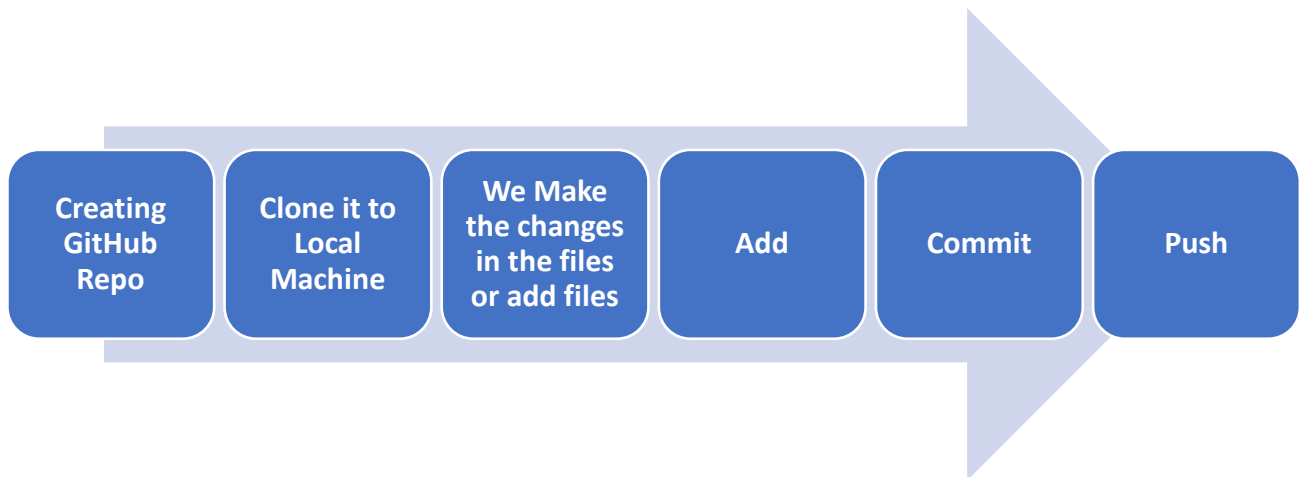 Creating
GitHub
Repo
Clone it to
Local
Machine
We Make
the changes
in the files
or add files
Add
Commit
Push